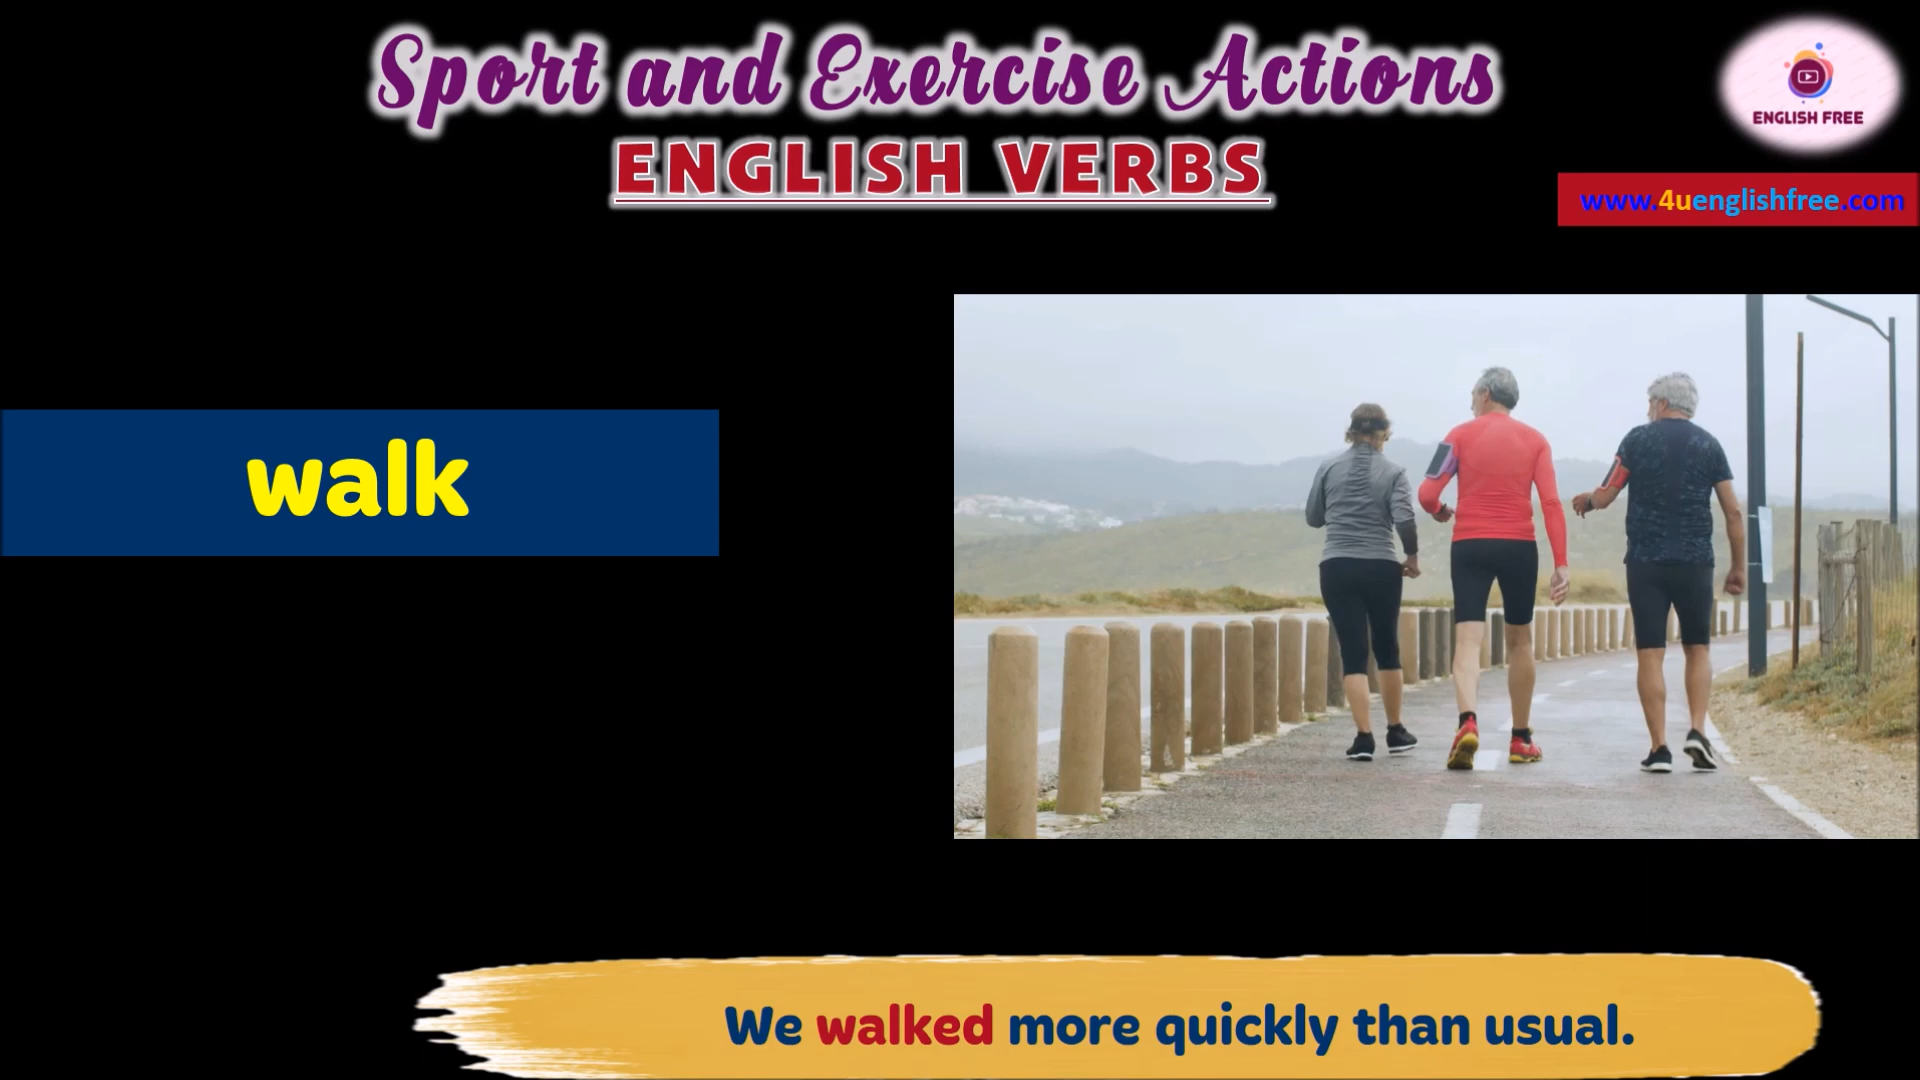 Sport and Exercise Actions
ENGLISH VERBS
ENGLISH FREE
www.4uenglishfree.com
walk
We walked more quickly than usual.